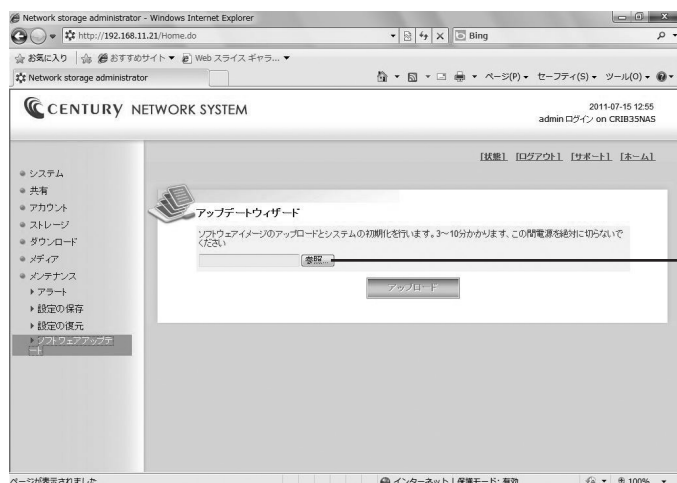 Network storage administrator - Windows Internet Explorer
http://192.168.11.21/Home.do
Bing
お気に入り
おすすめサイト ▼
Web スライス ギャラ... ▼
Network storage administrator
ページ(P) ▼ セーフティ(S) ▼ ツール(O) ▼
CENTURY NETWORK SYSTEM
2011-07-15 12:55
admin ログイン on CRIB35NAS
[状態] [ログアウト] [サポート] [ホーム]
システム
共有
アカウント
ストレージ
ダウンロード
メディア
メンテナンス
アラート
設定の保存
設定の復元
ソフトウェアアップデ
ート
アップデートウィザード
ソフトウェアイメージのアップロードとシステムの初期化を行います。3~10分かかります、この間電源を絶対に切らないで
ください
参照...
アップロード
ページが表示されました
インターネット | 保護モード: 有効
100%